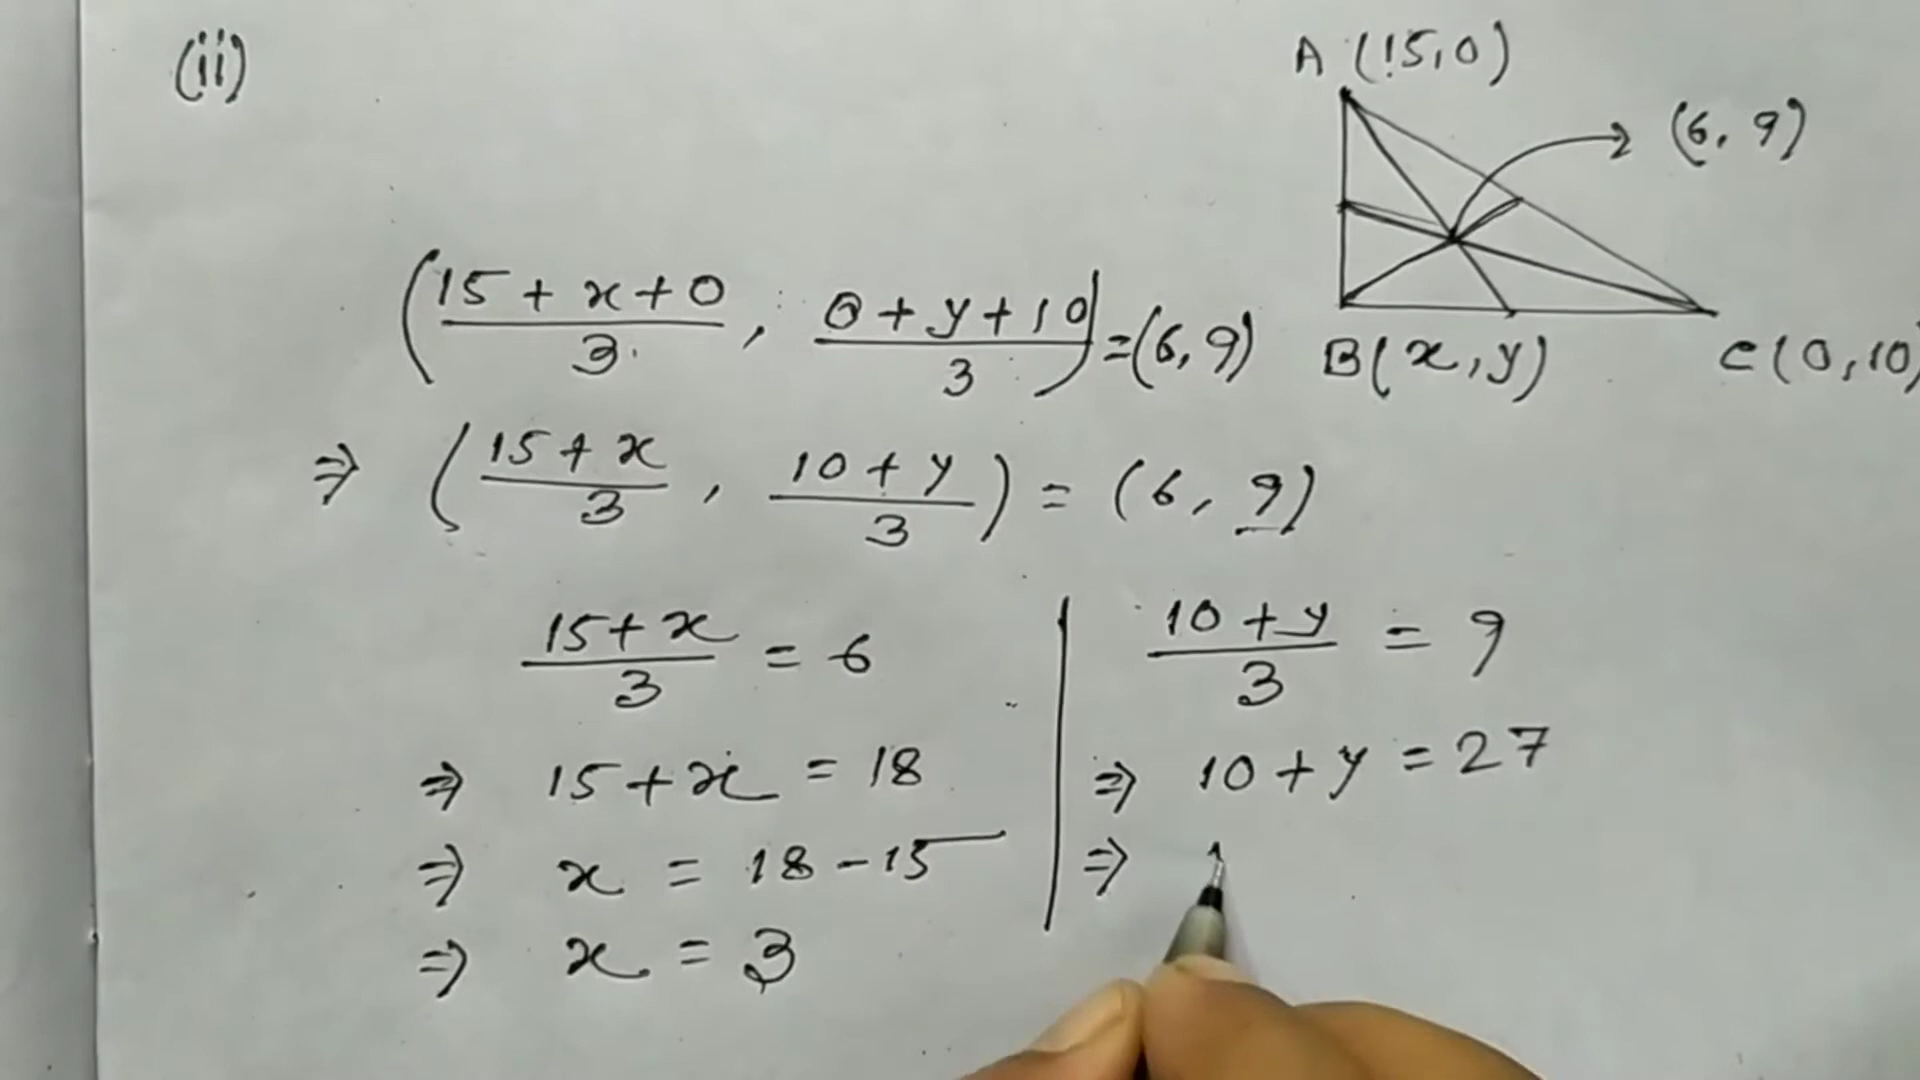 (ii)
A (15,0)
(6, 9)
B(x,y)
C(0,10)
(15+x+0/3, 0+y+10/3)=(6,9)
⇒ (15+x/3, 10+y/3) = (6, 9)
15+x/3 = 6
⇒ 15+x = 18
⇒ x = 18-15
⇒ x = 3
10+y/3 = 9
⇒ 10+y = 27
⇒